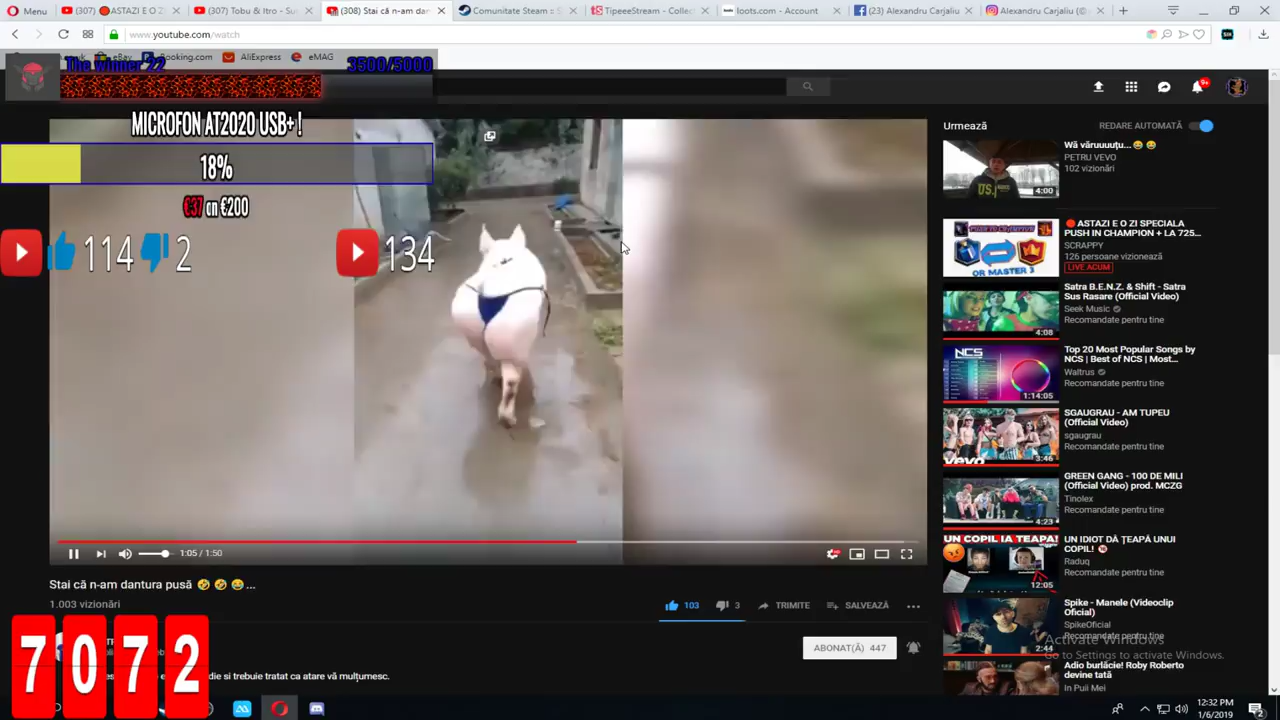 Menu
(307) 🔴ASTAZI E O ZI
(307) Tobu & Itro - Su
(308) Stai că n-am dan
Comunitate Steam :: S
TipeeeStream - Collec
loots.com - Account
(23) Alexandru Carjaliu
Alexandru Carjaliu (©
www.youtube.com/watch
eBay
Booking.com
AliExpress
eMAG
The winner'22
3500/5000
MICROFON AT2020 USB+ !
18%
€37 an €200
114
2
134
9+
Urmează
REDARE AUTOMATĂ
Wă văruuuuţu... 😂 😂
PETRU VEVO
102 vizionări
4:00
🔴 ASTAZI E O ZI SPECIALA
PUSH IN CHAMPION + LA 725...
SCRAPPY
126 persoane vizionează
LIVE ACUM
OR MASTER 3
Satra B.E.N.Z. & Shift - Satra
Sus Rasare (Official Video)
Seek Music
Recomandate pentru tine
4:08
Top 20 Most Popular Songs by
NCS | Best of NCS | Most...
Waltrus
Recomandate pentru tine
NCS
1:14:05
SGAUGRAU - AM TUPEU
(Official Video)
sgaugrau
Recomandate pentru tine
vevo
3:46
GREEN GANG - 100 DE MILI
(Official Video) prod. MCZG
Tinolex
Recomandate pentru tine
4:23
UN COPIL IA TEAPA!
UN IDIOT DĂ ŢEAPĂ UNUI
COPIL! 🔞
Raduq
Recomandate pentru tine
12:05
Spike - Manele (Videoclip
Oficial)
SpikeOficial
Recomandate pentru tine
2:44
Adio burlăcie! Roby Roberto
devine tată
In Puii Mei
1:05 / 1:50
Stai că n-am dantura pusă 🤣 🤣 😂...
1.003 vizionări
103
3
TRIMITE
SALVEAZĂ
ABONAT(Ă) 447
die si trebuie tratat ca atare vă mulţumesc.
7072
Activate Windows
Go to Settings to activate Windows.
12:32 PM
1/6/2019
2